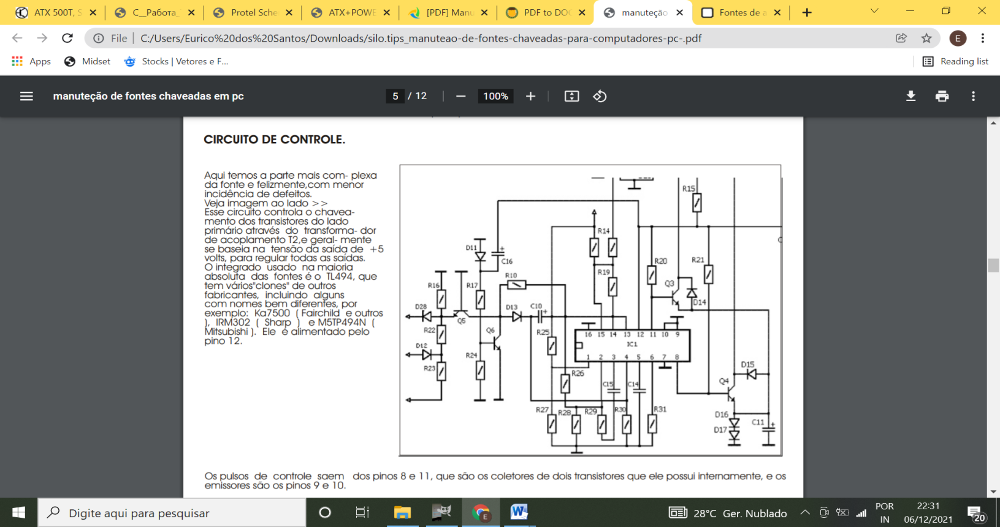 ATX 500T, S
C__Работа_
Protel Sche
ATX+POWE
[PDF] Manu
PDF to DOC
manuteção
Fontes de a
File
C:/Users/Eurico%20dos%20Santos/Downloads/silo.tips_manuteao-de-fontes-chaveadas-para-computadores-pc-.pdf
E
Apps
Midset
Stocks | Vetores e F...
Reading list
manuteção de fontes chaveadas em pc
5 / 12
100%
CIRCUITO DE CONTROLE.
Aqui temos a parte mais com- plexa
da fonte e felizmente,com menor
incidência de defeitos.
Veja imagem ao lado >>
Esse circuito controla o chavea-
mento dos transistores do lado
primário através do transforma- dor
de acoplamento T2,e geral- mente
se baseia na tensão da saída de +5
volts, para regular todas as saídas.
O integrado usado na maioria
absoluta das fontes é o TL494, que
tem vários"clones" de outros
fabricantes, incluindo alguns
com nomes bem diferentes, por
exemplo: Ka7500 ( Fairchild e outros
), IRM302 ( Sharp ) e M5TP494N (
Mitsubishi ). Ele é alimentado pelo
pino 12.
R15
R14
D11
+
C16
R20
R21
R10
R19
R16
R17
Q3
D14
D28
D13
C10
+
Q5
R22
Q6
R25
16 15 14 13 12 11 10 9
IC1
D12
R24
1 2 3 4 5 6 7 8
R23
D15
R26
C15
C14
Q4
R27
R28
R29
R30
R31
D16
C11
+
D17
Os pulsos de controle saem dos pinos 8 e 11, que são os coletores de dois transistores que ele possui internamente, e os
emissores são os pinos 9 e 10.
Digite aqui para pesquisar
E
28°C Ger. Nublado
POR
IN
22:31
06/12/2021
20